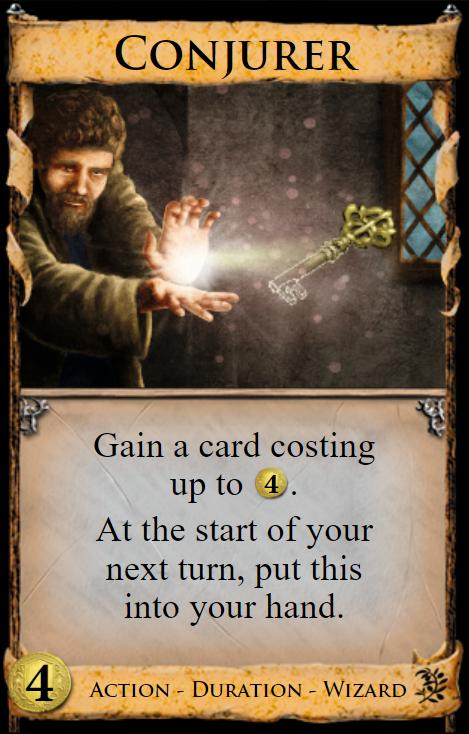 Conjurer
Gain a card costing
up to 4.
At the start of your
next turn, put this
into your hand.
4 Action - Duration - Wizard